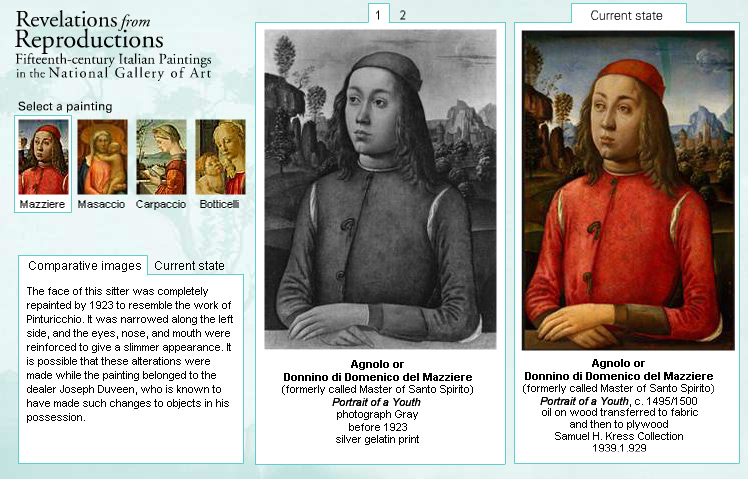 Revelations from
Reproductions
Fifteenth-century Italian Paintings
in the National Gallery of Art
Select a painting
Mazziere
Masaccio
Carpaccio
Botticelli
Comparative images
Current state
The face of this sitter was completely
repainted by 1923 to resemble the work of
Pinturicchio. It was narrowed along the left
side, and the eyes, nose, and mouth were
reinforced to give a slimmer appearance. It
is possible that these alterations were
made while the painting belonged to the
dealer Joseph Duveen, who is known to
have made such changes to objects in his
possession.
1 2
Agnolo or
Donnino di Domenico del Mazziere
(formerly called Master of Santo Spirito)
Portrait of a Youth
photograph Gray
before 1923
silver gelatin print
Current state
Agnolo or
Donnino di Domenico del Mazziere
(formerly called Master of Santo Spirito)
Portrait of a Youth, c. 1495/1500
oil on wood transferred to fabric
and then to plywood
Samuel H. Kress Collection
1939.1.929